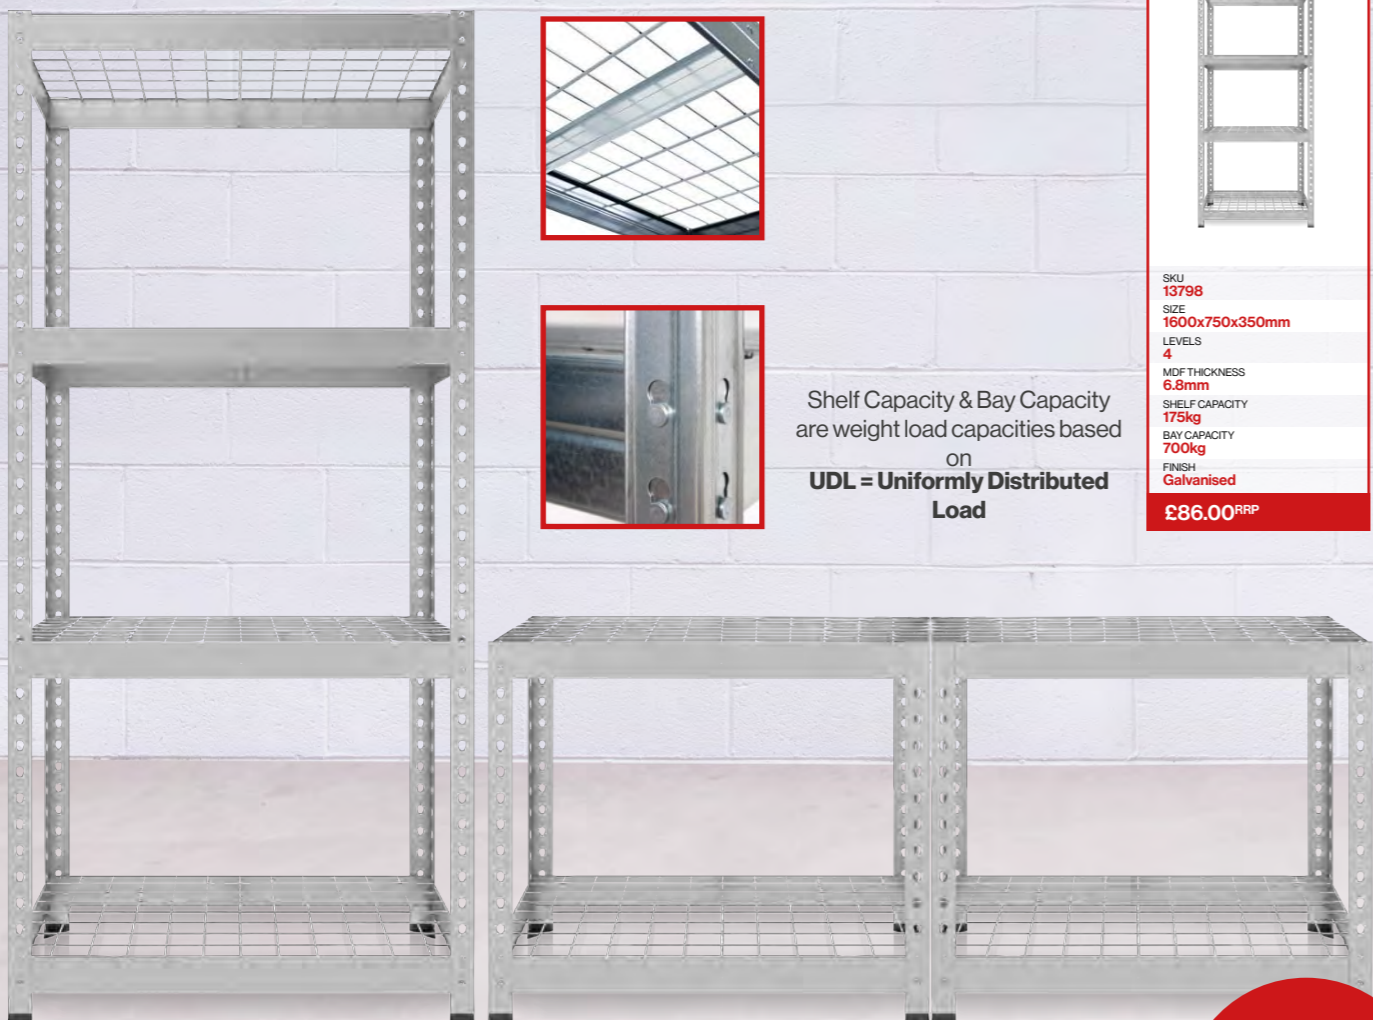 Shelf Capacity & Bay Capacity
are weight load capacities based
on
UDL = Uniformly Distributed
Load
SKU
13798
SIZE
1600x750x350mm
LEVELS
4
MDF THICKNESS
6.8mm
SHELF CAPACITY
175kg
BAY CAPACITY
700kg
FINISH
Galvanised
£86.00RRP